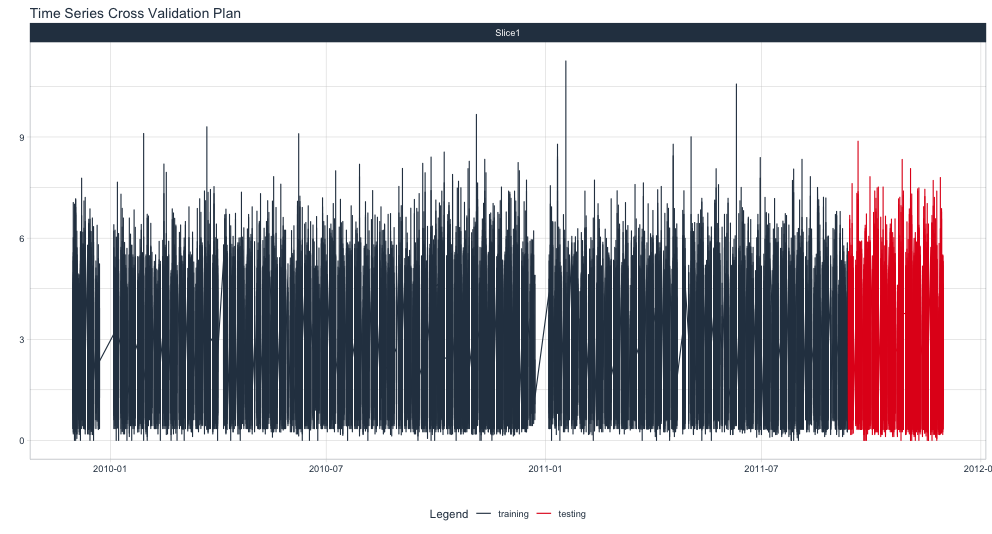 Time Series Cross Validation Plan
Slice1
9
6
3
0
2010-01 2010-07 2011-01 2011-07 2012-0
Legend training testing